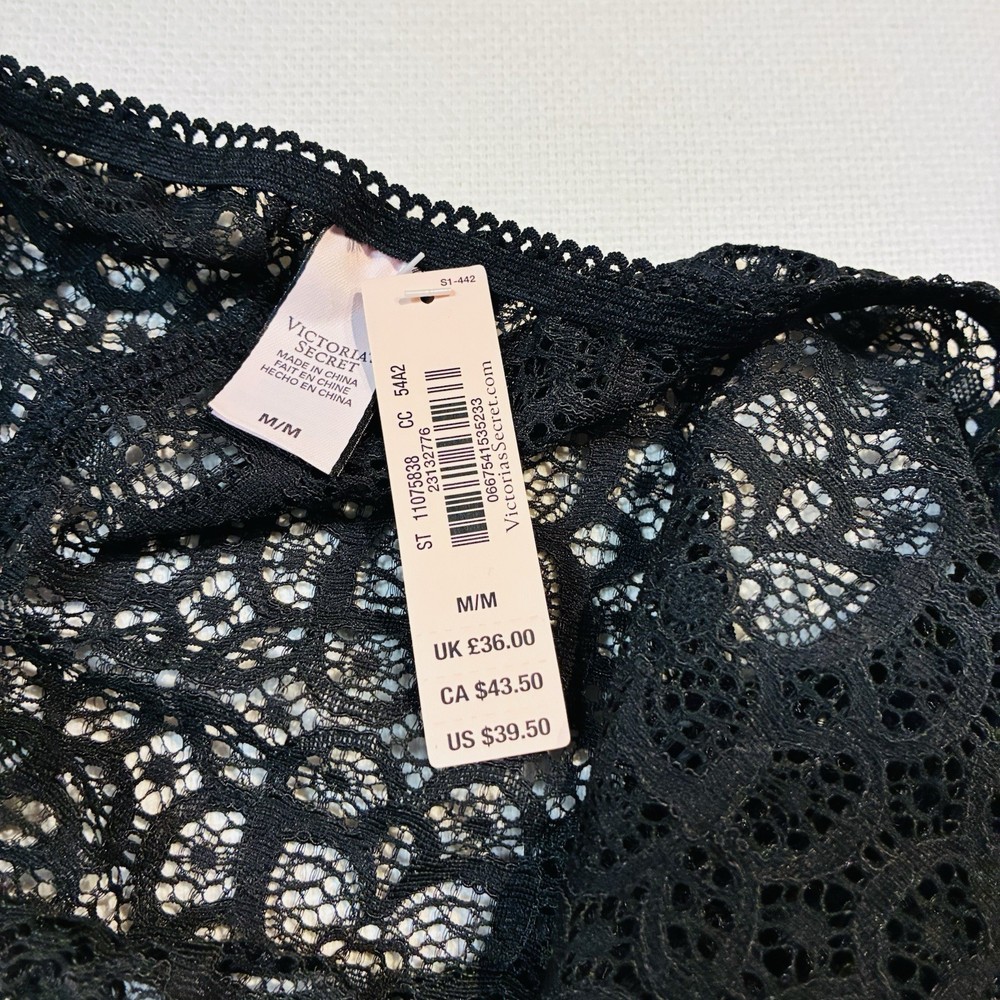 VICTORIA'S
SECRET
MADE IN CHINA
FAIT EN CHINE
HECHO EN CHINA
M/M
S1-442
ST 11075838 CC 54A2
23132776
0667541535233
VictoriasSecret.com
M/M
UK £36.00
CA $43.50
US $39.50